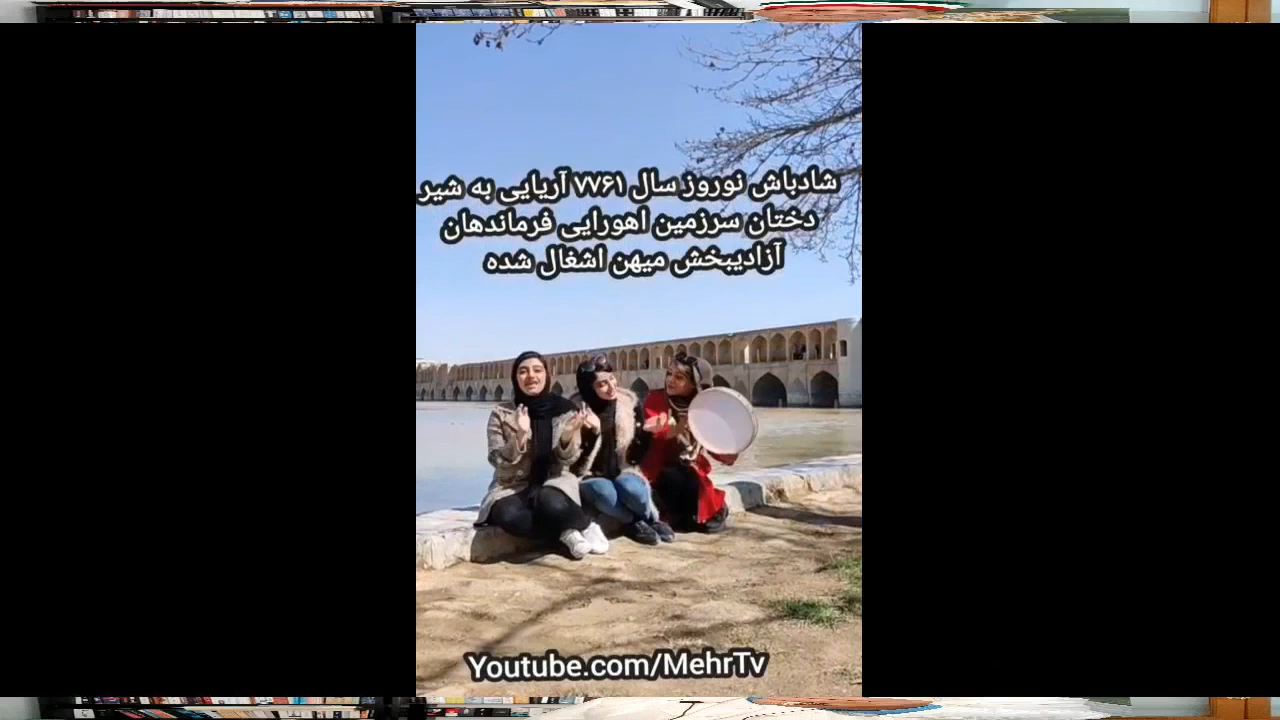 شادباش نوروز سال ۷۷۶۱ آریایی به شیر
دختان سرزمین اهورایی فرماندهان
آزادیبخش میهن اشغال شده
Youtube.com/MehrTv